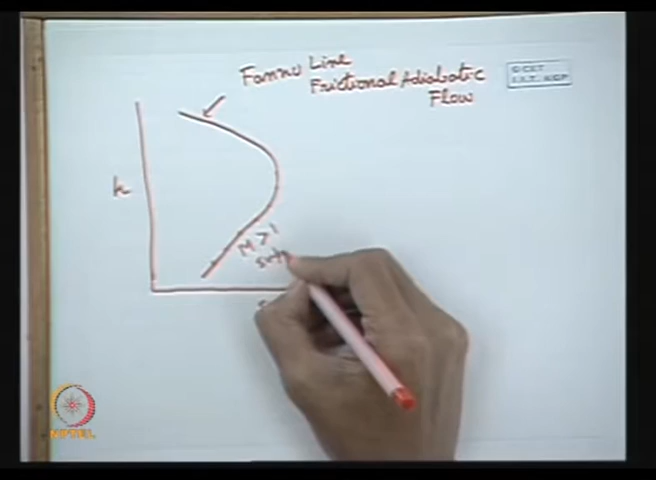 Fanno Line
Frictional Adiabatic
Flow
© CET
I.I.T. KGP
h
M > 1
s
NPTEL